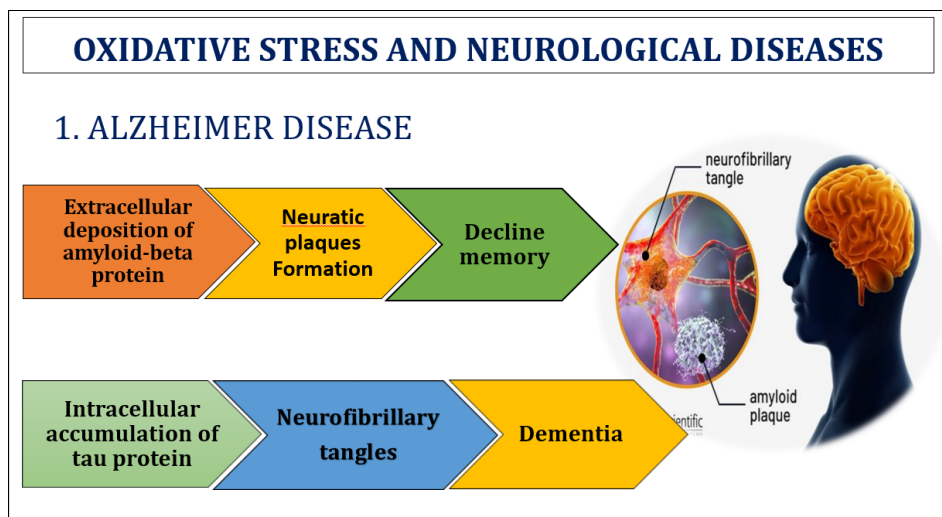 OXIDATIVE STRESS AND NEUROLOGICAL DISEASES
1. ALZHEIMER DISEASE
Extracellular
deposition of
amyloid-beta
protein
Neuratic
plaques
Formation
Decline
memory
neurofibrillary
tangle
amyloid
plaque
Intracellular
accumulation of
tau protein
Neurofibrillary
tangles
Dementia